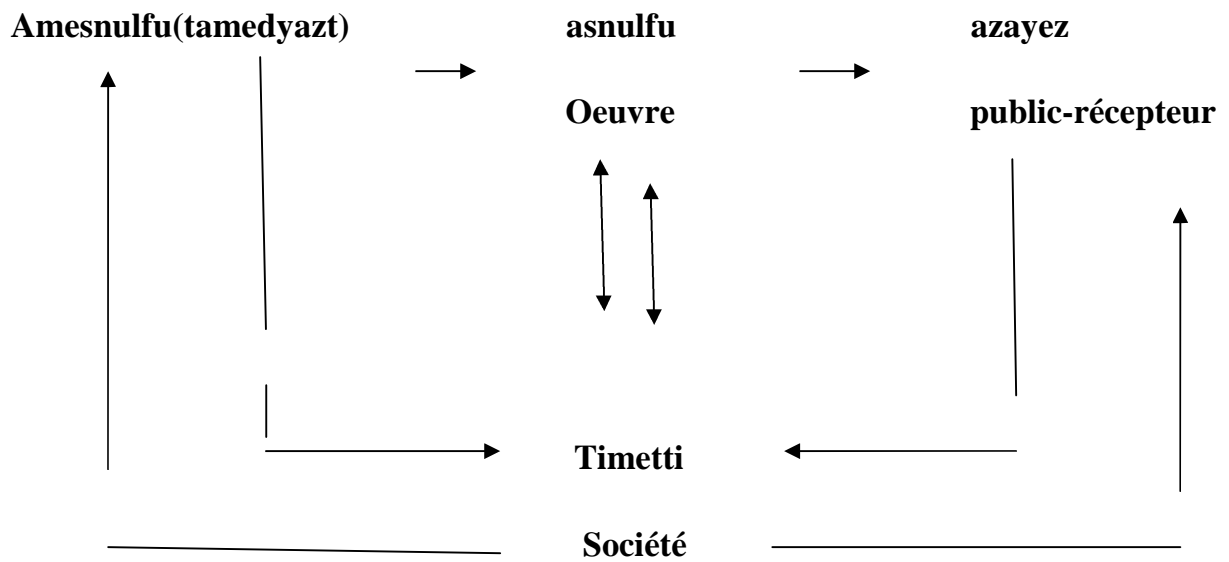 Amesnulfu(tamedyazt) asnulfu azayez
Oeuvre public-récepteur
Timetti
Société